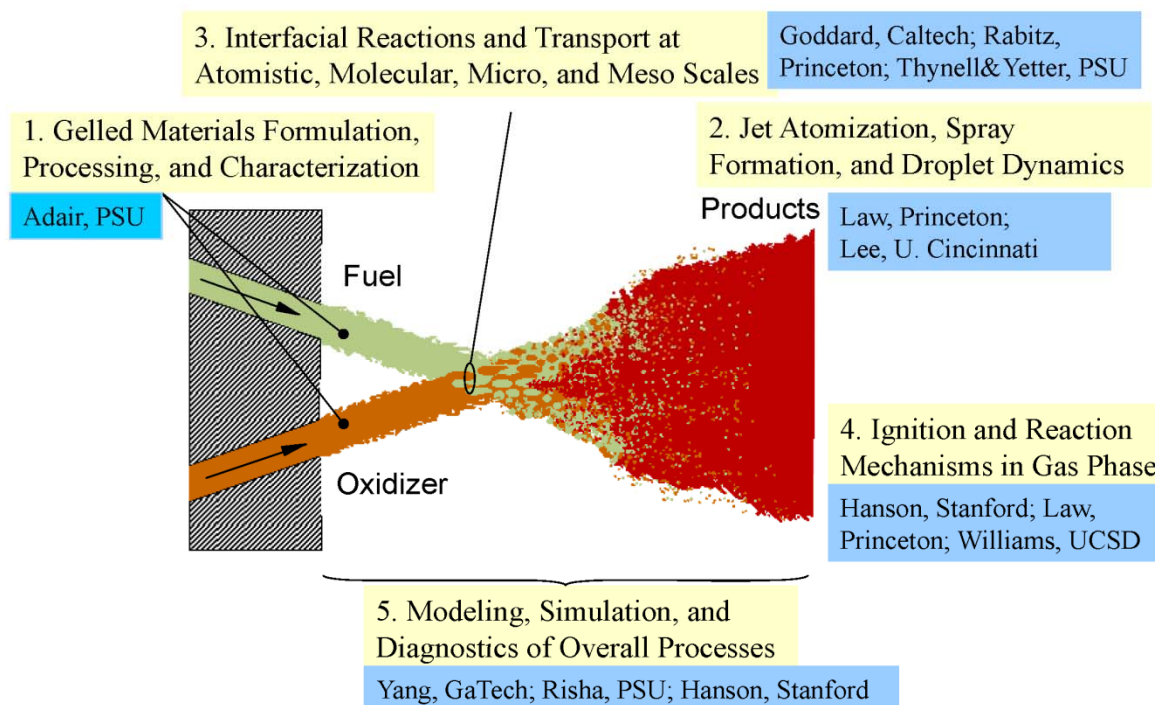 3. Interfacial Reactions and Transport at
Atomistic, Molecular, Micro, and Meso Scales
Goddard, Caltech; Rabitz,
Princeton; Thynell&Yetter, PSU
1. Gelled Materials Formulation,
Processing, and Characterization
Adair, PSU
2. Jet Atomization, Spray
Formation, and Droplet Dynamics
Law, Princeton;
Lee, U. Cincinnati
Products
Fuel
Oxidizer
4. Ignition and Reaction
Mechanisms in Gas Phase
Hanson, Stanford; Law,
Princeton; Williams, UCSD
5. Modeling, Simulation, and
Diagnostics of Overall Processes
Yang, GaTech; Risha, PSU; Hanson, Stanford